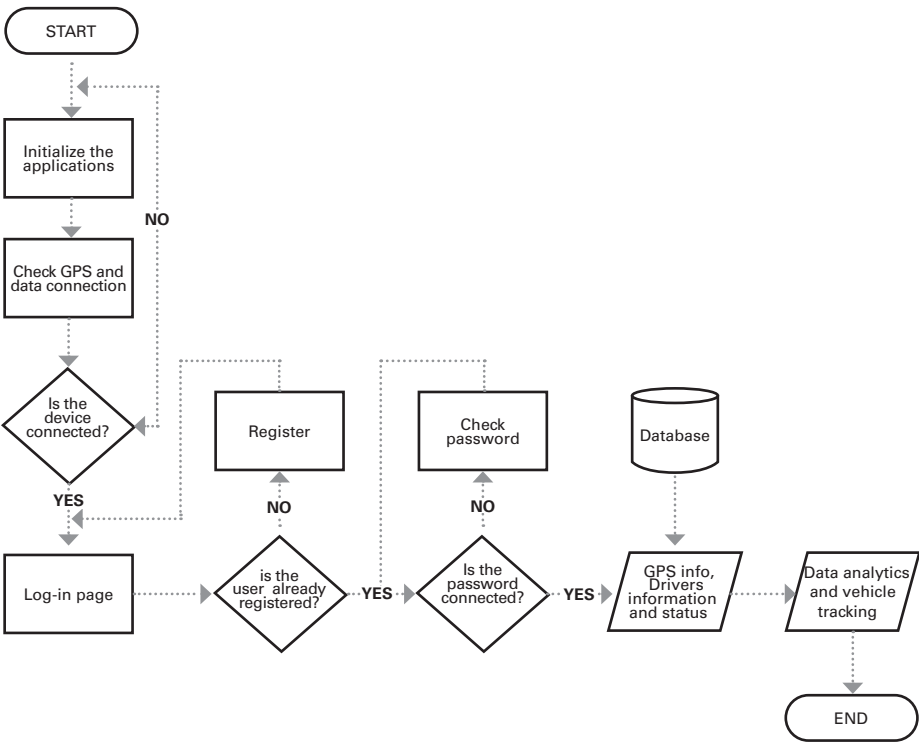 START
Initialize the
applications
NO
Check GPS and
data connection
Is the
device
connected?
YES
Log-in page
Register
NO
is the
user already
registered?
YES
Check
password
NO
Is the
password
connected?
YES
Database
GPS info,
Drivers
information
and status
Data analytics
and vehicle
tracking
END